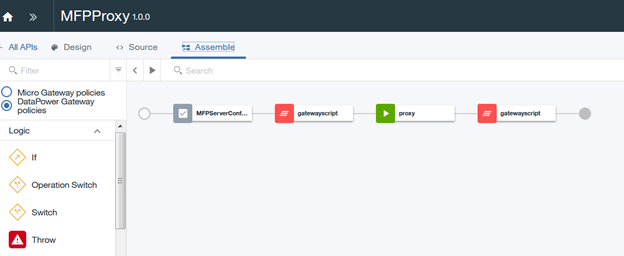 MFPProxy 1.0.0
All APIs Design Source Assemble
Filter Search
Micro Gateway policies
DataPower Gateway
policies
MFPServerCont... gatewayscript proxy gatewayscript
Logic
If
Operation Switch
Switch
Throw